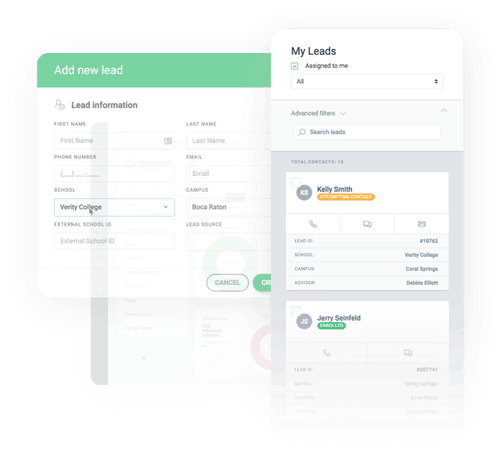 Add new lead
Lead information
FIRST NAME
LAST NAME
First Name
Last Name
PHONE NUMBER
EMAIL
(___) ___-____
Email
SCHOOL
CAMPUS
Verity College
Boca Raton
EXTERNAL SCHOOL ID
LEAD SOURCE
External School ID
CANCEL
My Leads
Assigned to me
All
Advanced filters
Search leads
TOTAL CONTACTS: 18
KS
Kelly Smith
ATTEMPTING CONTACT
LEAD ID: #18762
SCHOOL: Verity College
CAMPUS: Coral Springs
ADVISOR: Debbie Elliott
JS
Jerry Seinfeld
ENROLLED
LEAD ID:
SCHOOL: Verity College
CAMPUS: Boca Raton